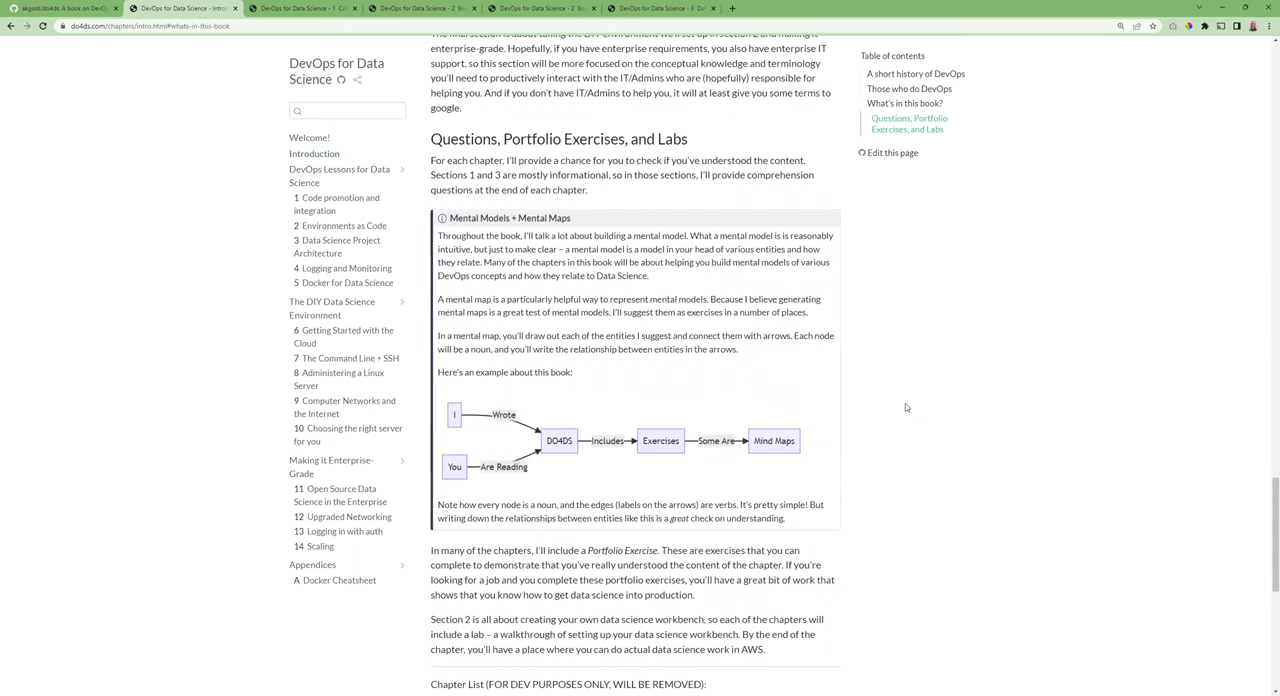 akgold/do4ds: A book on DevOp
DevOps for Data Science - Introd
DevOps for Data Science - 1 Co
DevOps for Data Science - 2 En
DevOps for Data Science - 2 En
DevOps for Data Science - 3 Dat
do4ds.com/chapters/intro.html#whats-in-this-book
DevOps for Data
Science
Welcome!
Introduction
DevOps Lessons for Data
Science
1 Code promotion and
integration
2 Environments as Code
3 Data Science Project
Architecture
4 Logging and Monitoring
5 Docker for Data Science
The DIY Data Science
Environment
6 Getting Started with the
Cloud
7 The Command Line + SSH
8 Administering a Linux
Server
9 Computer Networks and
the Internet
10 Choosing the right server
for you
Making it Enterprise-
Grade
11 Open Source Data
Science in the Enterprise
12 Upgraded Networking
13 Logging in with auth
14 Scaling
Appendices
A Docker Cheatsheet
enterprise-grade. Hopefully, if you have enterprise requirements, you also have enterprise IT
support, so this section will be more focused on the conceptual knowledge and terminology
you'll need to productively interact with the IT/Admins who are (hopefully) responsible for
helping you. And if you don't have IT/Admins to help you, it will at least give you some terms to
google.
Questions, Portfolio Exercises, and Labs
For each chapter, I'll provide a chance for you to check if you've understood the content.
Sections 1 and 3 are mostly informational, so in those sections, I'll provide comprehension
questions at the end of each chapter.
Mental Models + Mental Maps
Throughout the book, I'll talk a lot about building a mental model. What a mental model is is reasonably
intuitive, but just to make clear – a mental model is a model in your head of various entities and how
they relate. Many of the chapters in this book will be about helping you build mental models of various
DevOps concepts and how they relate to Data Science.
A mental map is a particularly helpful way to represent mental models. Because I believe generating
mental maps is a great test of mental models, I'll suggest them as exercises in a number of places.
In a mental map, you'll draw out each of the entities I suggest and connect them with arrows. Each node
will be a noun, and you'll write the relationship between entities in the arrows.
Here's an example about this book:
I
Wrote
DO4DS
Includes
Exercises
Some Are
Mind Maps
You
Are Reading
Note how every node is a noun, and the edges (labels on the arrows) are verbs. It's pretty simple! But
writing down the relationships between entities like this is a great check on understanding.
In many of the chapters, I'll include a Portfolio Exercise. These are exercises that you can
complete to demonstrate that you've really understood the content of the chapter. If you're
looking for a job and you complete these portfolio exercises, you'll have a great bit of work that
shows that you know how to get data science into production.
Section 2 is all about creating your own data science workbench, so each of the chapters will
include a lab – a walkthrough of setting up your data science workbench. By the end of the
chapter, you'll have a place where you can do actual data science work in AWS.
Chapter List (FOR DEV PURPOSES ONLY, WILL BE REMOVED):
Table of contents
A short history of DevOps
Those who do DevOps
What's in this book?
Questions, Portfolio
Exercises, and Labs
Edit this page